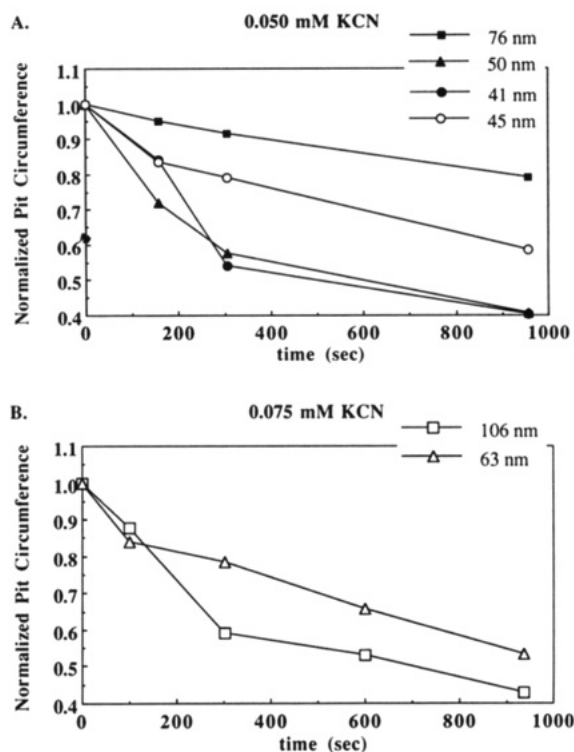 A.
0.050 mM KCN
76 nm
50 nm
41 nm
45 nm
Normalized Pit Circumference
1.1
1.0
0.9
0.8
0.7
0.6
0.5
0.4
0 200 400 600 800 1000
time (sec)
B.
0.075 mM KCN
106 nm
63 nm
Normalized Pit Circumference
1.1
1.0
0.9
0.8
0.7
0.6
0.5
0.4
0 200 400 600 800 1000
time (sec)